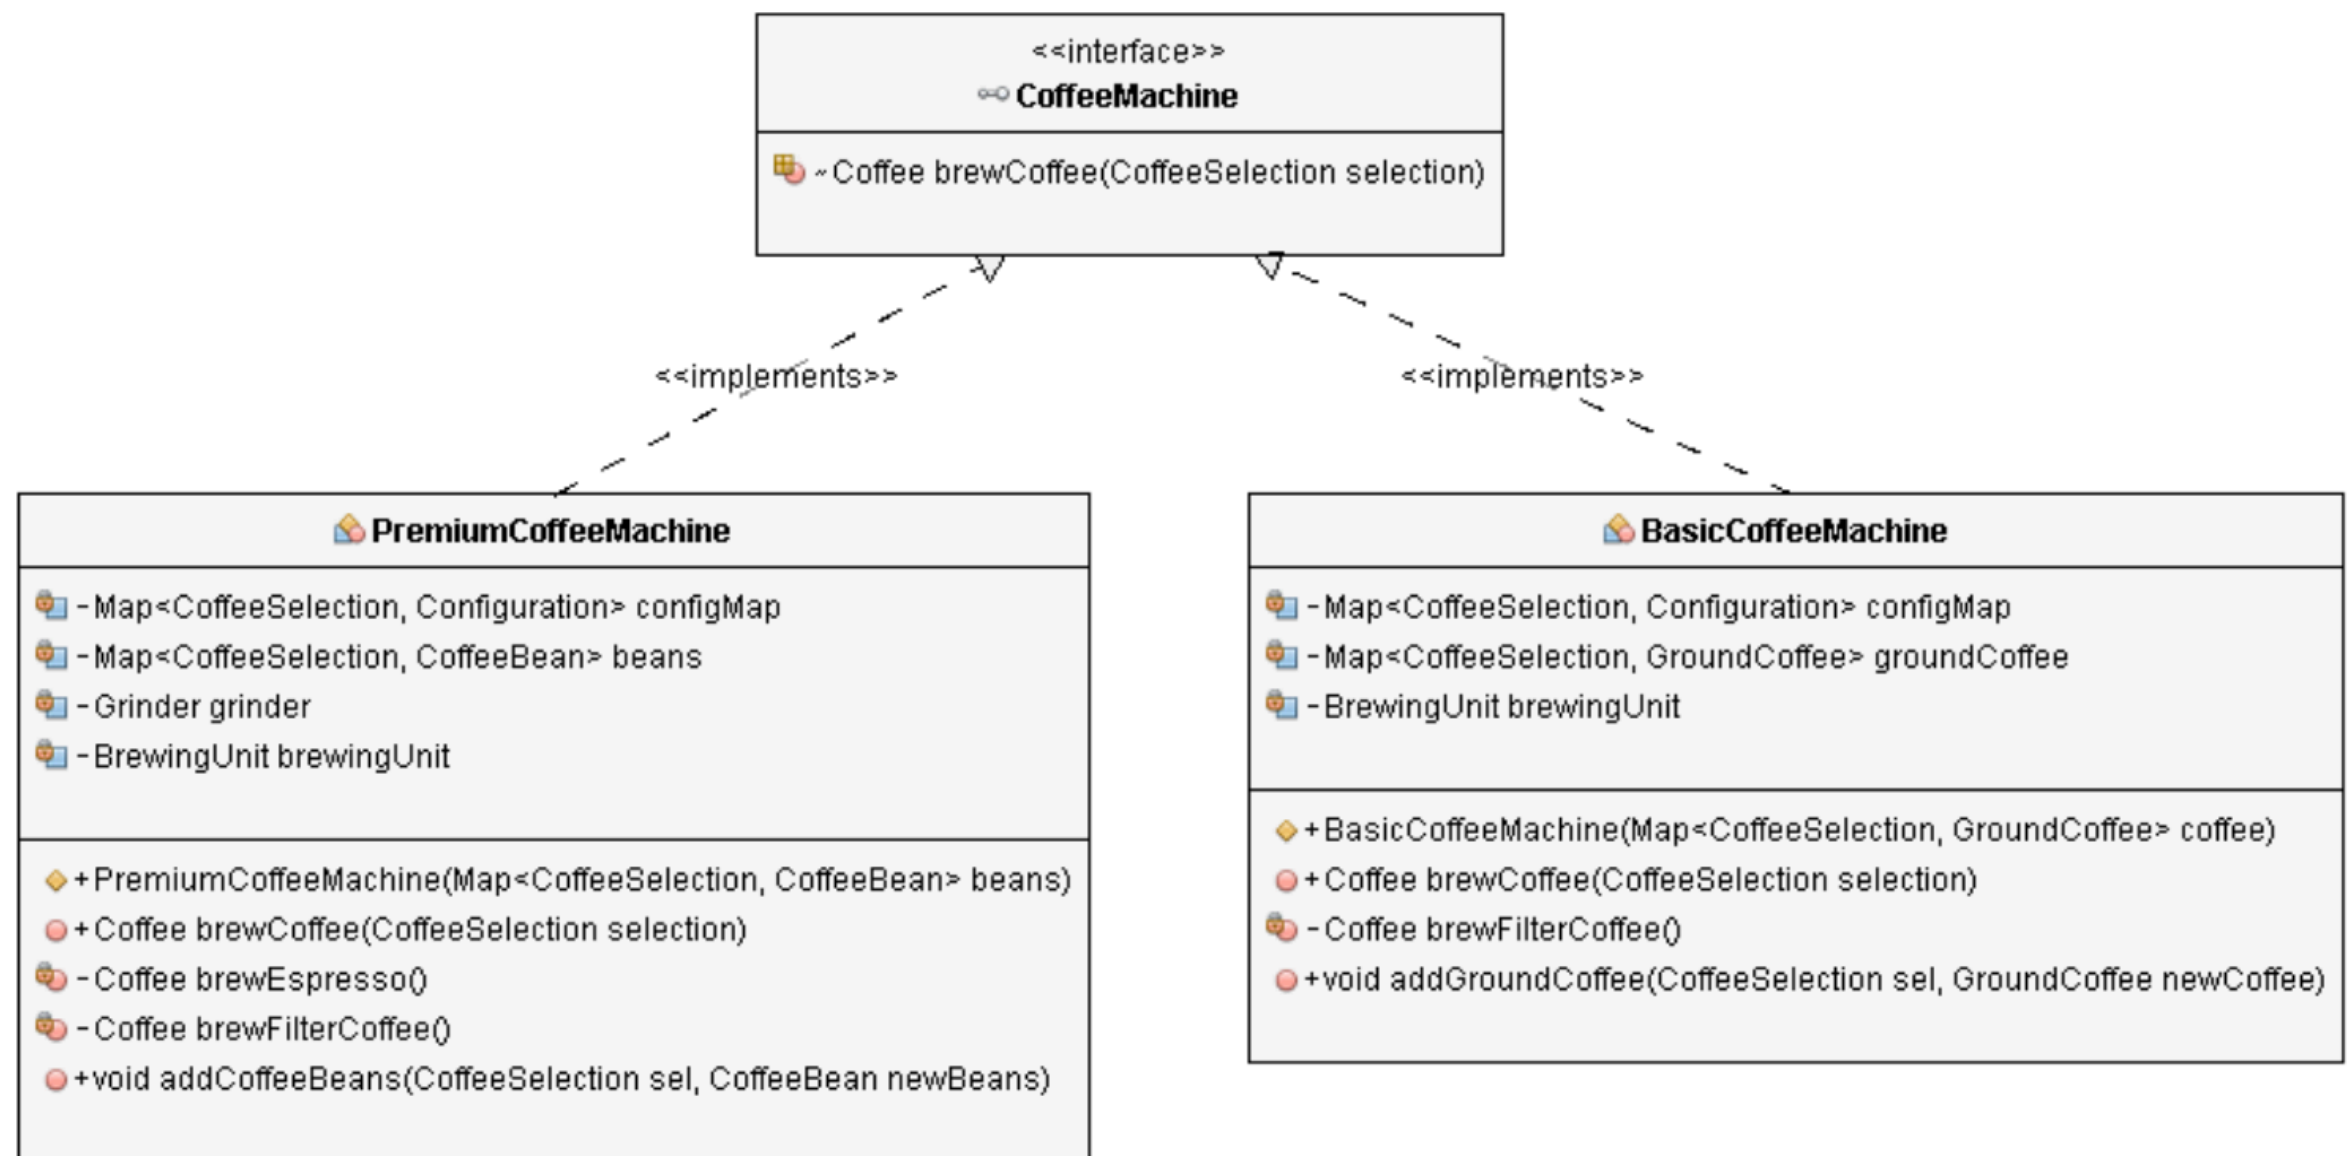 <<interface>>
CoffeeMachine
~Coffee brewCoffee(CoffeeSelection selection)
<<implements>>
<<implements>>
PremiumCoffeeMachine
-Map<CoffeeSelection, Configuration> configMap
-Map<CoffeeSelection, CoffeeBean> beans
-Grinder grinder
-BrewingUnit brewingUnit
+PremiumCoffeeMachine(Map<CoffeeSelection, CoffeeBean> beans)
+Coffee brewCoffee(CoffeeSelection selection)
-Coffee brewEspresso()
-Coffee brewFilterCoffee()
+void addCoffeeBeans(CoffeeSelection sel, CoffeeBean newBeans)
BasicCoffeeMachine
-Map<CoffeeSelection, Configuration> configMap
-Map<CoffeeSelection, GroundCoffee> groundCoffee
-BrewingUnit brewingUnit
+BasicCoffeeMachine(Map<CoffeeSelection, GroundCoffee> coffee)
+Coffee brewCoffee(CoffeeSelection selection)
-Coffee brewFilterCoffee()
+void addGroundCoffee(CoffeeSelection sel, GroundCoffee newCoffee)